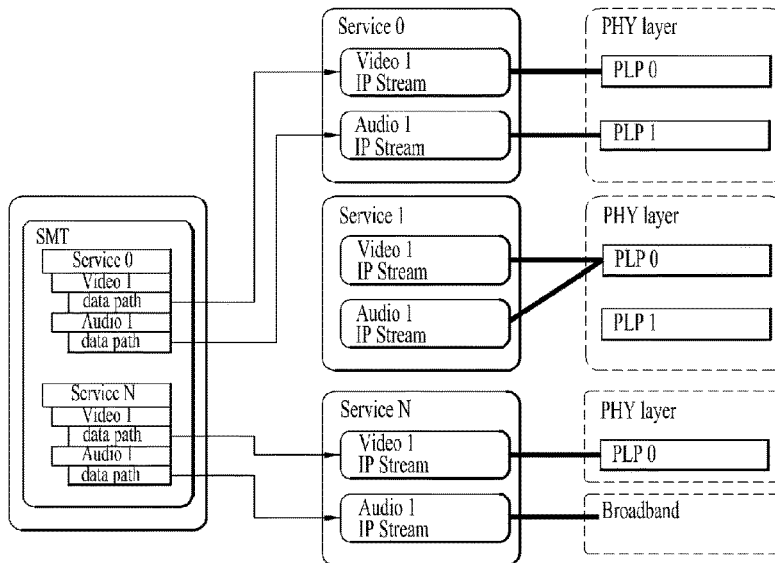 SMT
Service 0
Video 1
data path
Audio 1
data path
Service N
Video 1
data path
Audio 1
data path
Service 0
Video 1
IP Stream
Audio 1
IP Stream
Service 1
Video 1
IP Stream
Audio 1
IP Stream
Service N
Video 1
IP Stream
Audio 1
IP Stream
PHY layer
PLP 0
PLP 1
PHY layer
PLP 0
PLP 1
PHY layer
PLP 0
Broadband